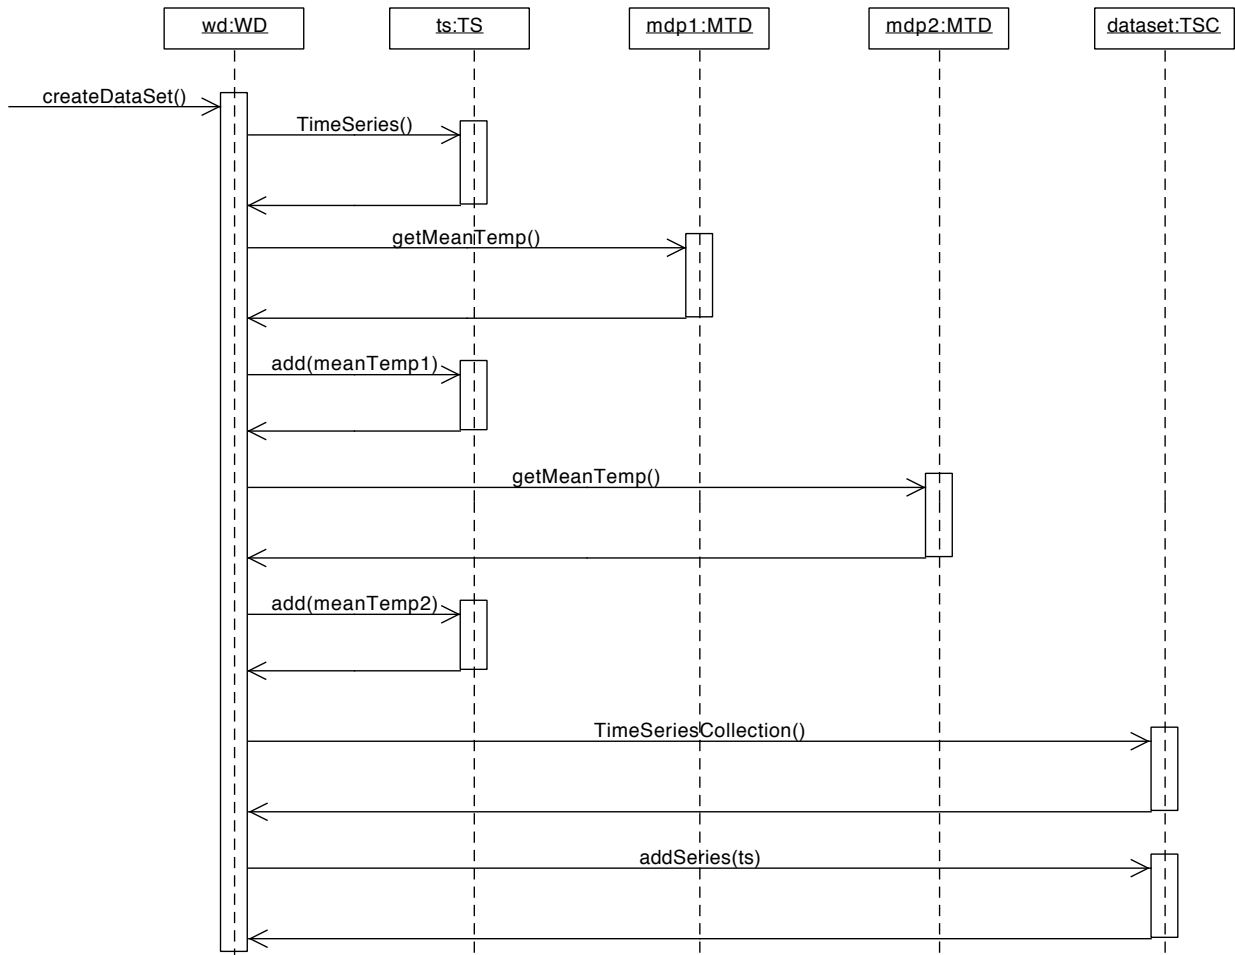 wd:WD
ts:TS
mdp1:MTD
mdp2:MTD
dataset:TSC
createDataSet()
TimeSeries()
getMeanTemp()
add(meanTemp1)
getMeanTemp()
add(meanTemp2)
TimeSeriesCollection()
addSeries(ts)